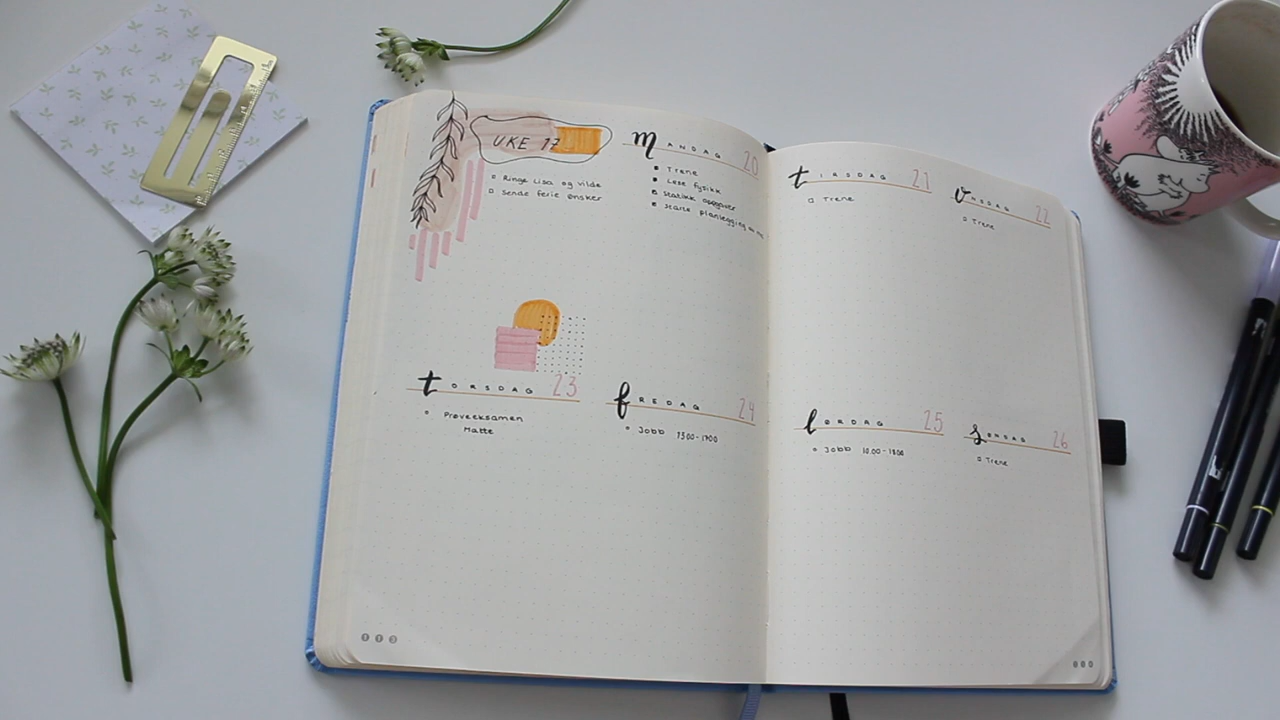 UKE 17
Ringe Lisa og vilde
Sende ferie ønsker
MANDAG 20
Trene
Lese fysikk
Statikk oppgaver
Starte planlegging av
TIRSDAG 21
Trene
ONSDAG 22
Trene
TORSDAG 23
Prøveeksamen
Matte
FREDAG 24
Jobb
LØRDAG 25
Jobb 10.00-1800
SØNDAG 26
Trene